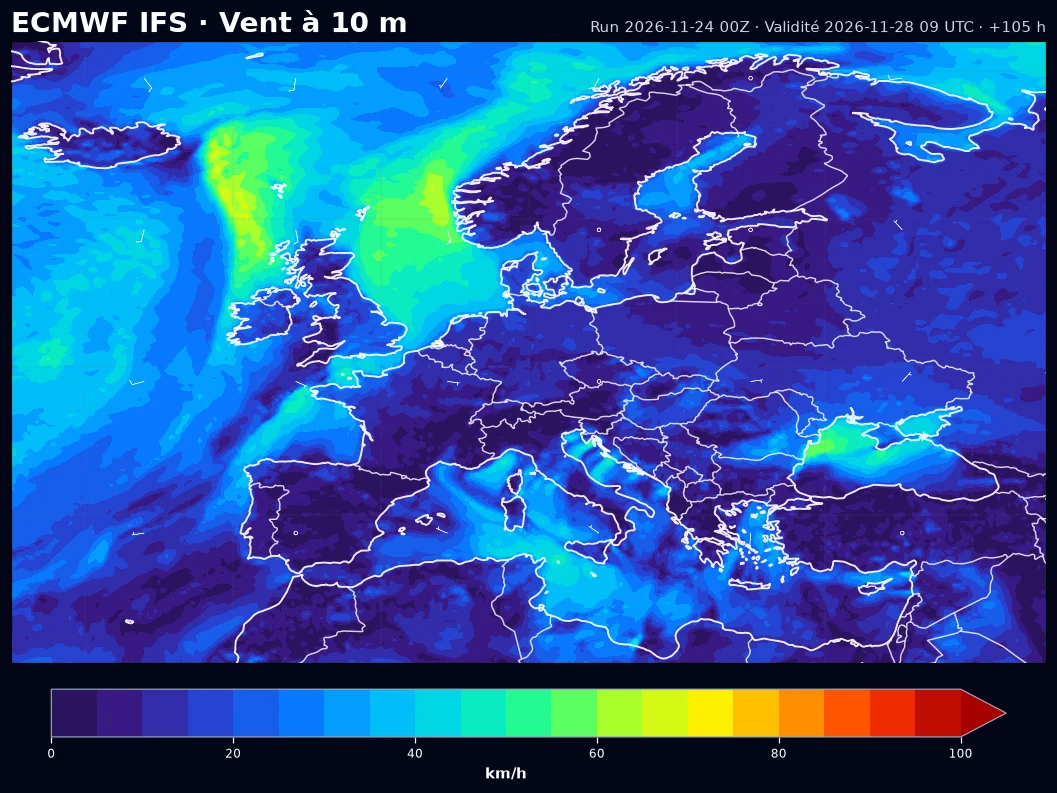 ECMWF IFS · Vent à 10 m
Run 2026-11-24 00Z · Validité 2026-11-28 09 UTC · +105 h
0 20 40 60 80 100
km/h